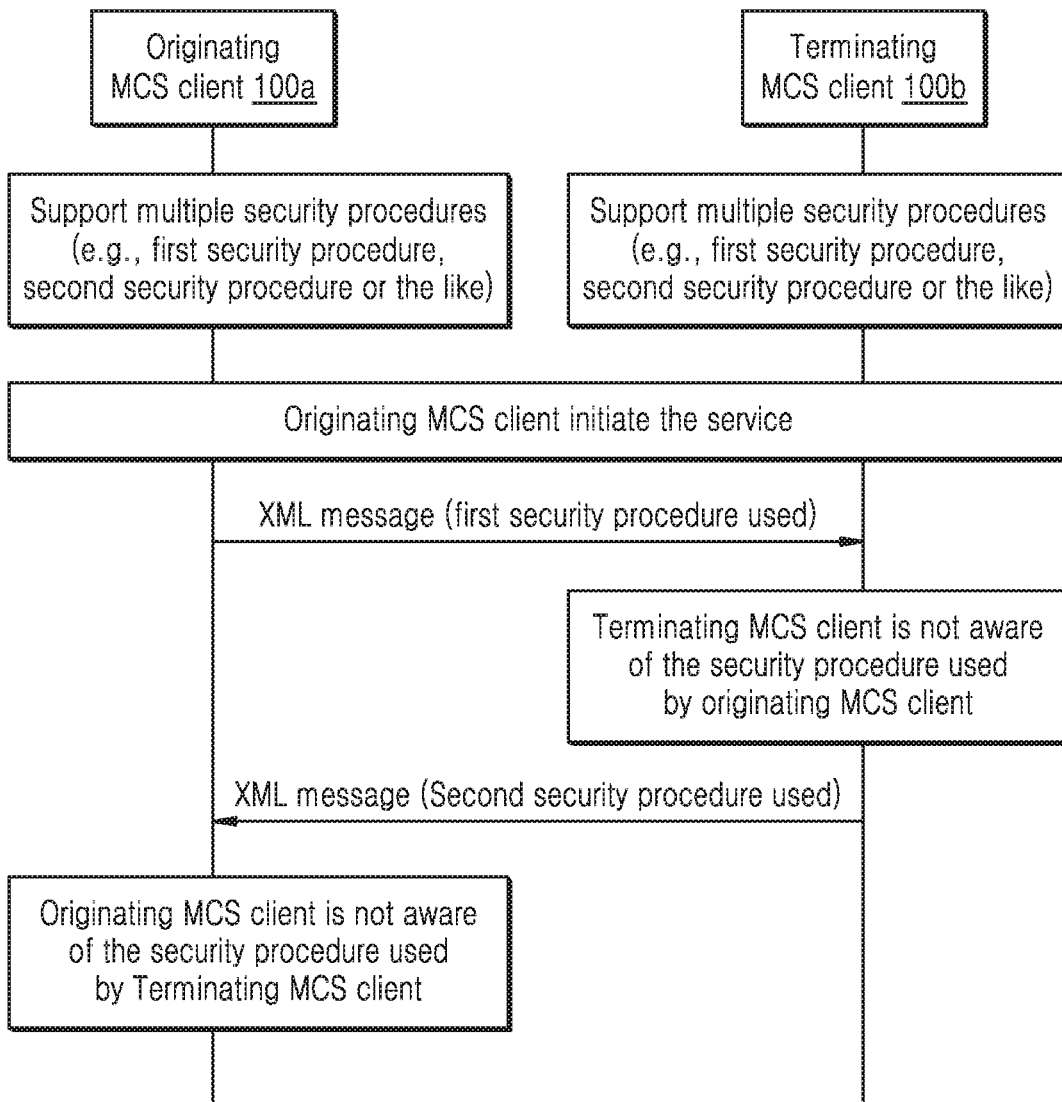 Originating
MCS client 100a
Terminating
MCS client 100b
Support multiple security procedures
(e.g., first security procedure,
second security procedure or the like)
Support multiple security procedures
(e.g., first security procedure,
second security procedure or the like)
Originating MCS client initiate the service
XML message (first security procedure used)
Terminating MCS client is not aware
of the security procedure used
by originating MCS client
XML message (Second security procedure used)
Originating MCS client is not aware
of the security procedure used
by Terminating MCS client